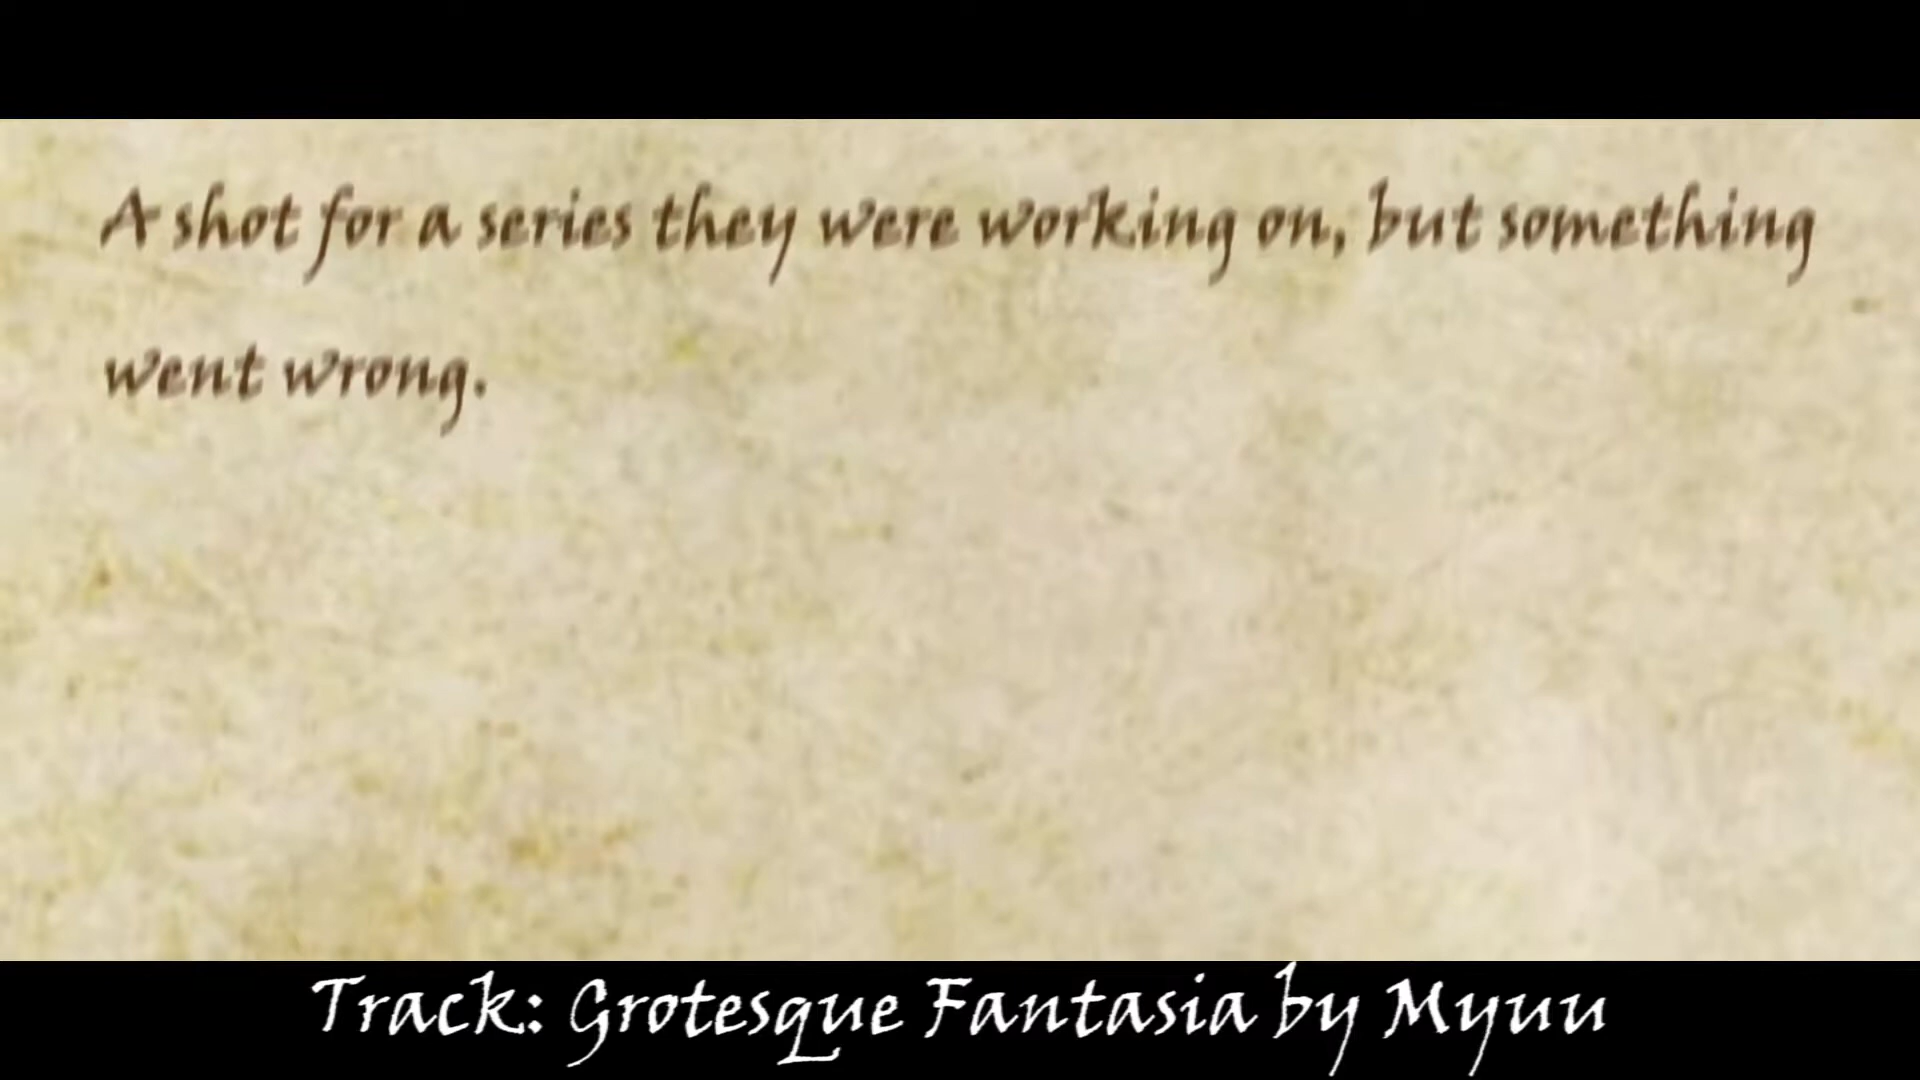 A shot for a series they were working on, but something
went wrong.
Track: Grotesque Fantasia by Myuu